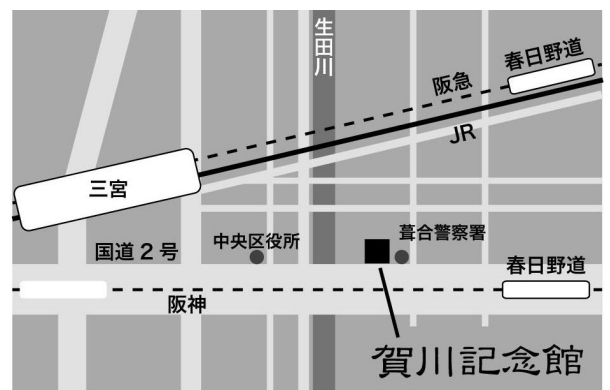 生田川
春日野道
阪急
JR
三宮
国道2号
中央区役所
葺合警察署
春日野道
阪神
賀川記念館